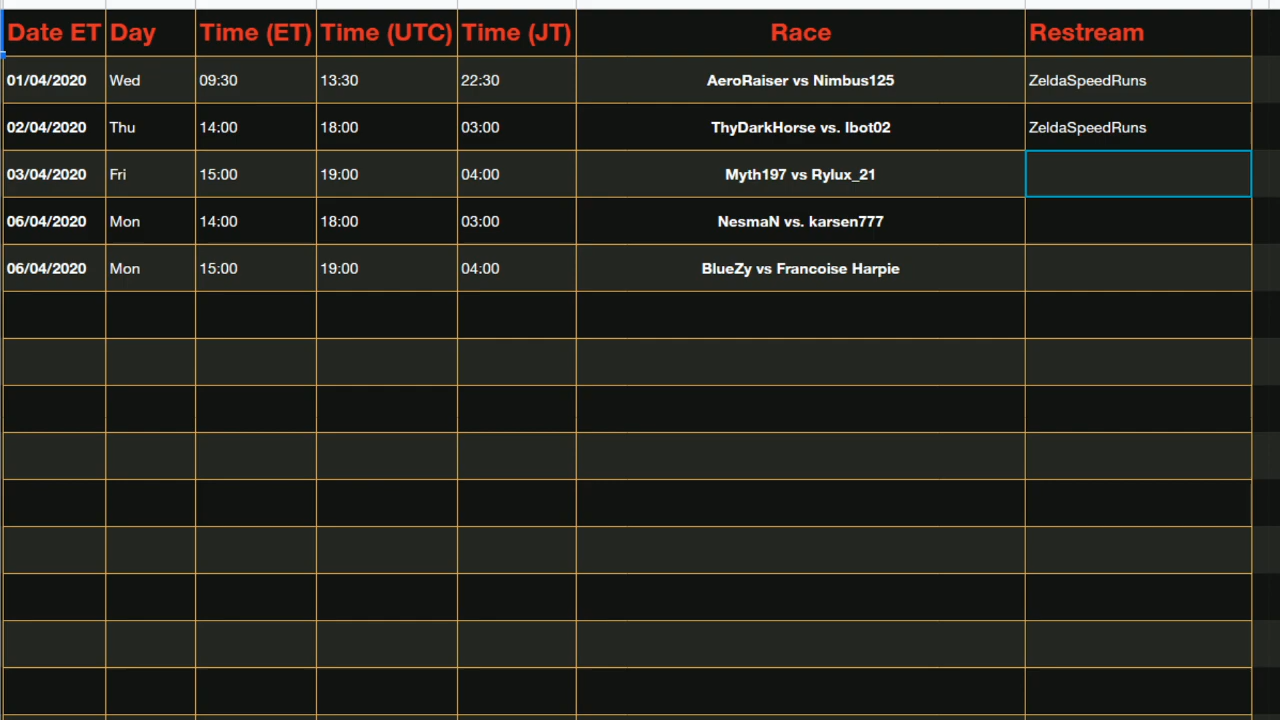 Date ET Day Time (ET) Time (UTC) Time (JT) Race Restream
01/04/2020 Wed 09:30 13:30 22:30 AeroRaiser vs Nimbus125 ZeldaSpeedRuns
02/04/2020 Thu 14:00 18:00 03:00 ThyDarkHorse vs. lbot02 ZeldaSpeedRuns
03/04/2020 Fri 15:00 19:00 04:00 Myth197 vs Rylux_21
06/04/2020 Mon 14:00 18:00 03:00 NesmaN vs. karsen777
06/04/2020 Mon 15:00 19:00 04:00 BlueZy vs Francoise Harpie